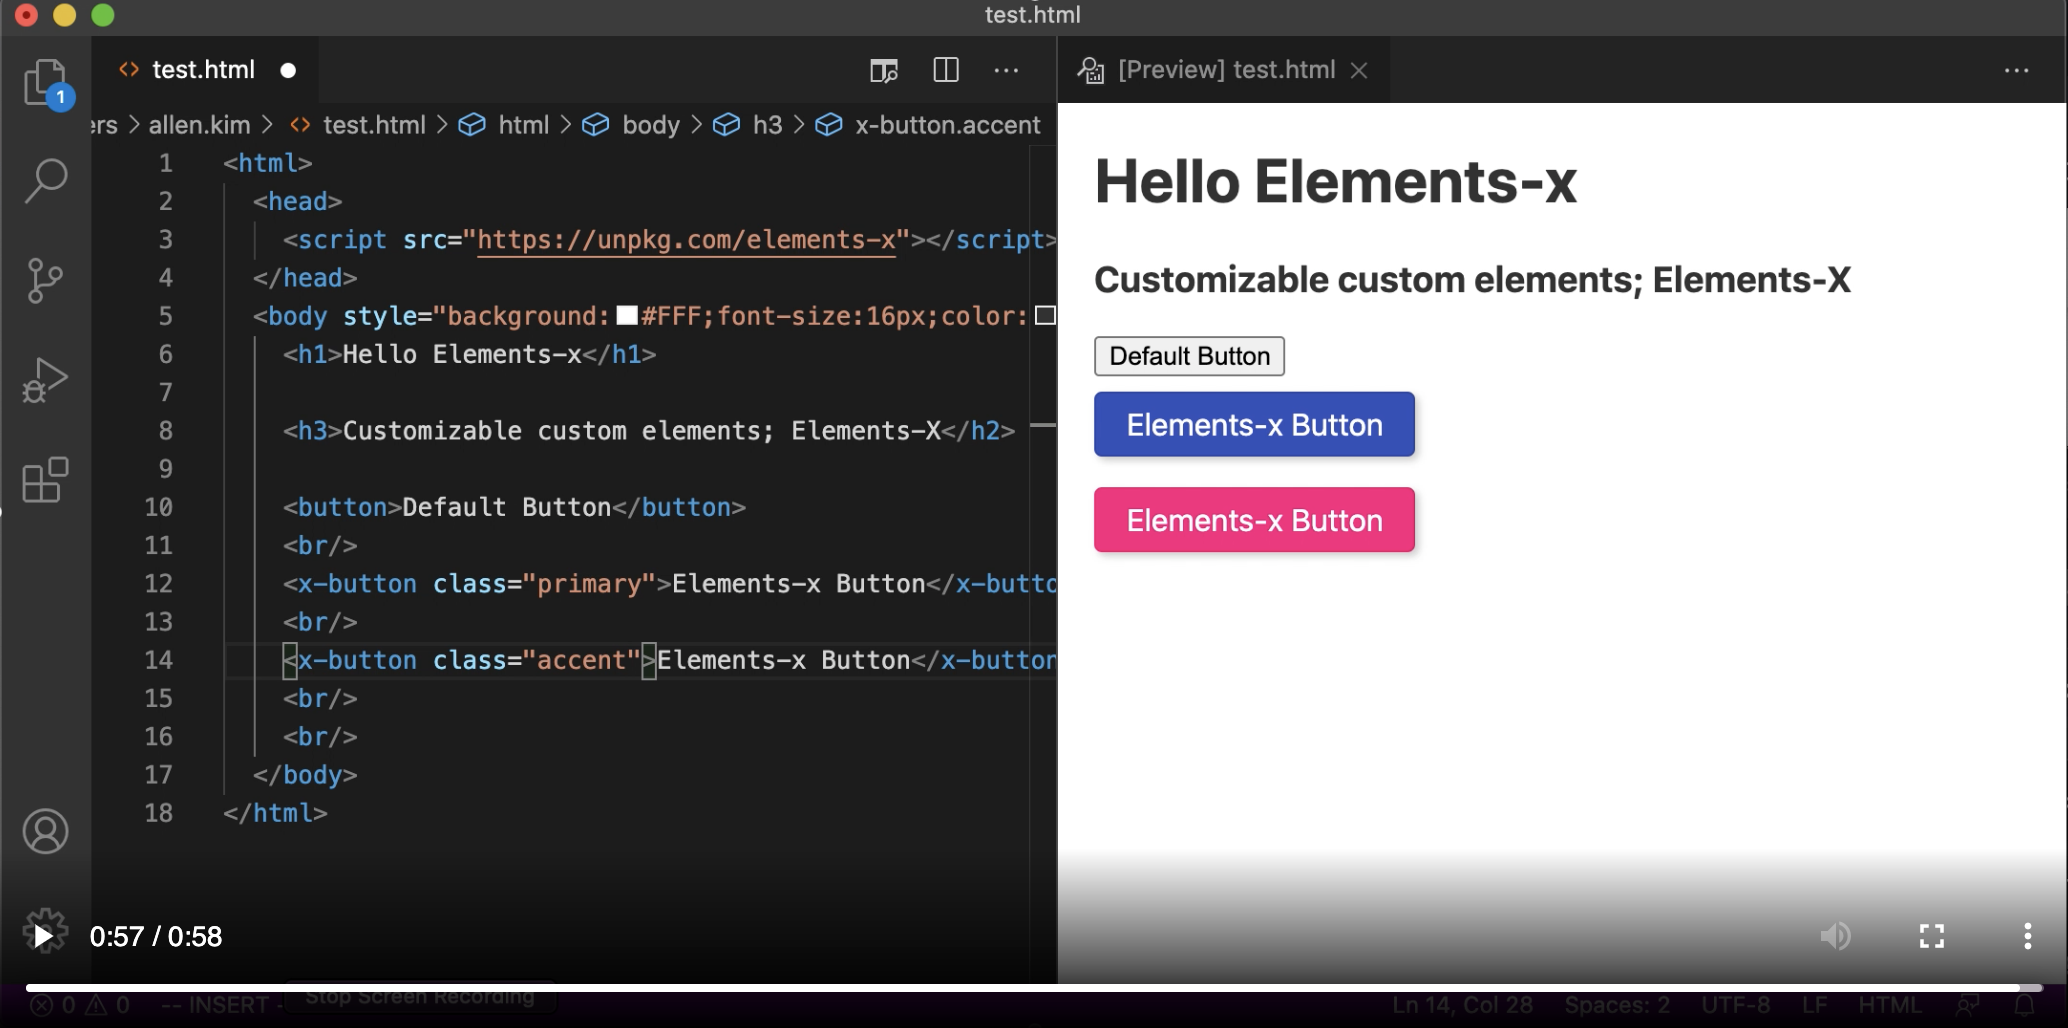 test.html
test.html
1
[Preview] test.html
ers > allen.kim > <> test.html > html > body > h3 > x-button.accent
1 <html>
2 <head>
3 <script src="https://unpkg.com/elements-x"></script>
4 </head>
5 <body style="background:#FFF;font-size:16px;color:
6 <h1>Hello Elements-x</h1>
7
8 <h3>Customizable custom elements; Elements-X</h2>
9
10 <button>Default Button</button>
11 <br/>
12 <x-button class="primary">Elements-x Button</x-butto
13 <br/>
14 <x-button class="accent">Elements-x Button</x-button
15 <br/>
16 <br/>
17 </body>
18 </html>
Hello Elements-x
Customizable custom elements; Elements-X
Default Button
Elements-x Button
Elements-x Button
0:57 / 0:58
0 0 -- INSERT - Stop Screen Recording Ln 14, Col 28 Spaces: 2 UTF-8 LF HTML